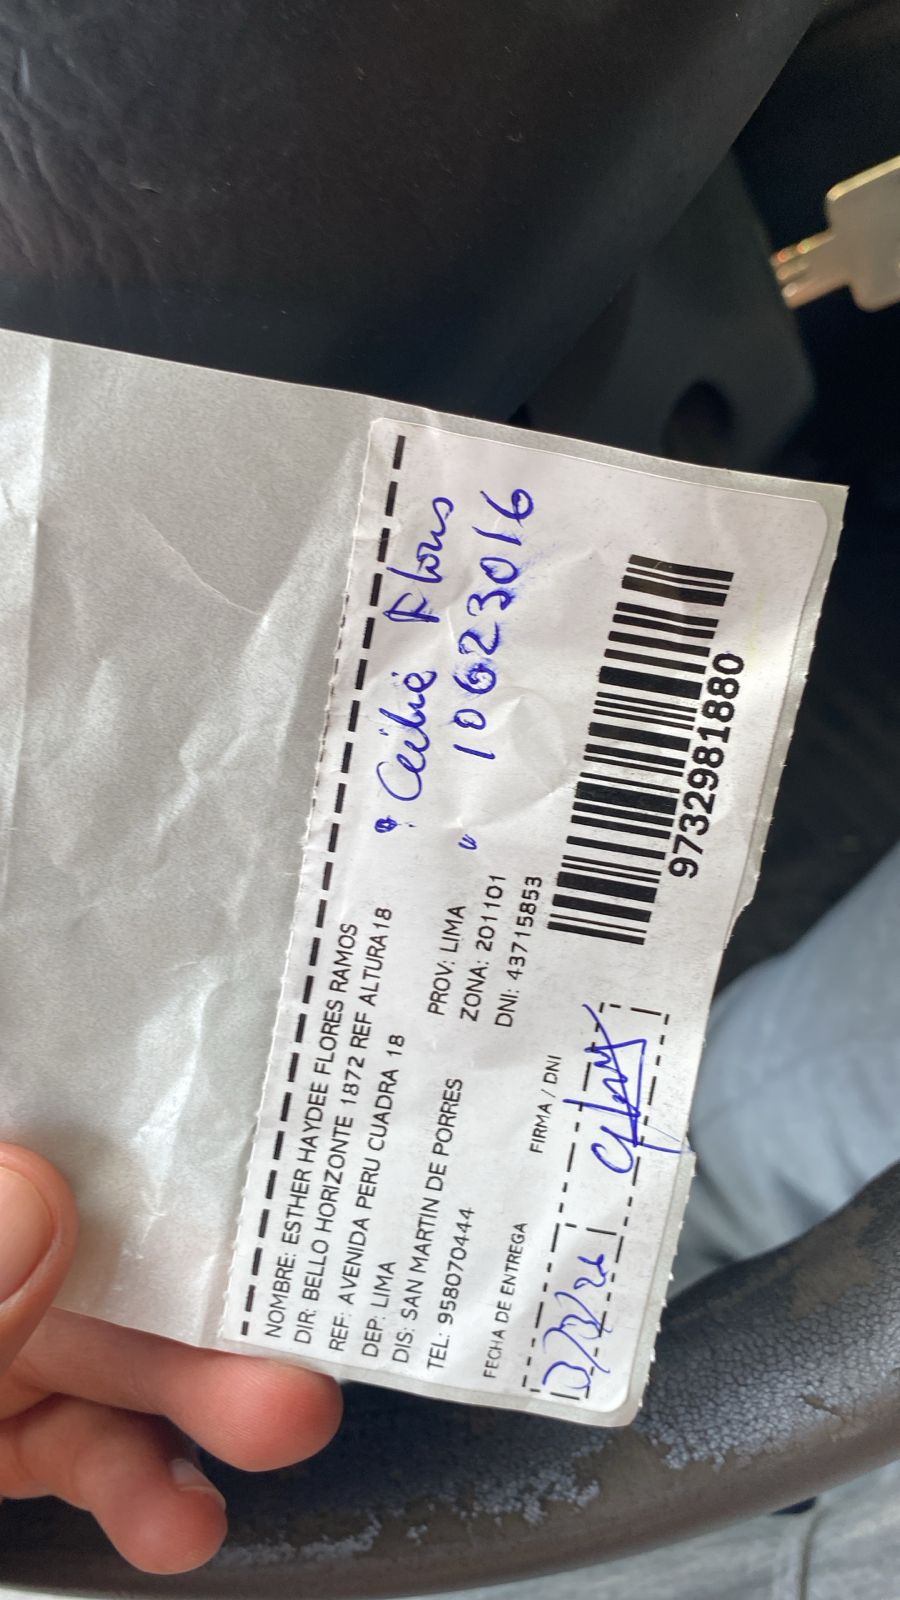 NOMBRE: ESTHER HAYDEE FLORES RAMOS
DIR: BELLO HORIZONTE 1872 REF ALTURA18
REF: AVENIDA PERU CUADRA 18
DEP: LIMA
PROV: LIMA
DIS: SAN MARTIN DE PORRES
ZONA: 201101
TEL: 958070444
DNI: 43715853
Flores
" 10623016
FECHA DE ENTREGA
FIRMA / DNI
973298188​0